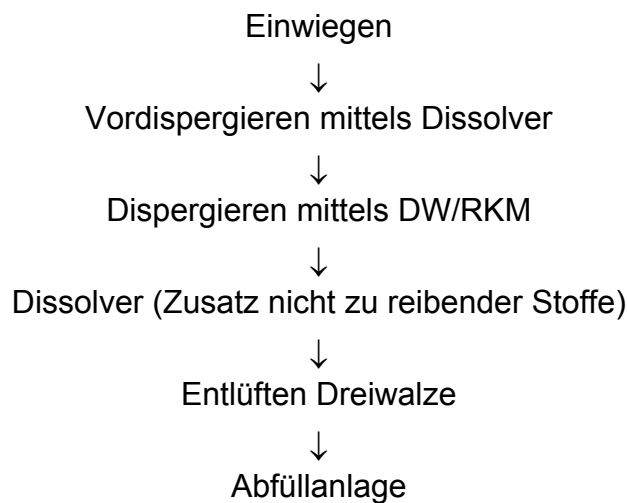 Einwiegen
↓
Vordispergieren mittels Dissolver
↓
Dispergieren mittels DW/RKM
↓
Dissolver (Zusatz nicht zu reibender Stoffe)
↓
Entlüften Dreiwalze
↓
Abfüllanlage